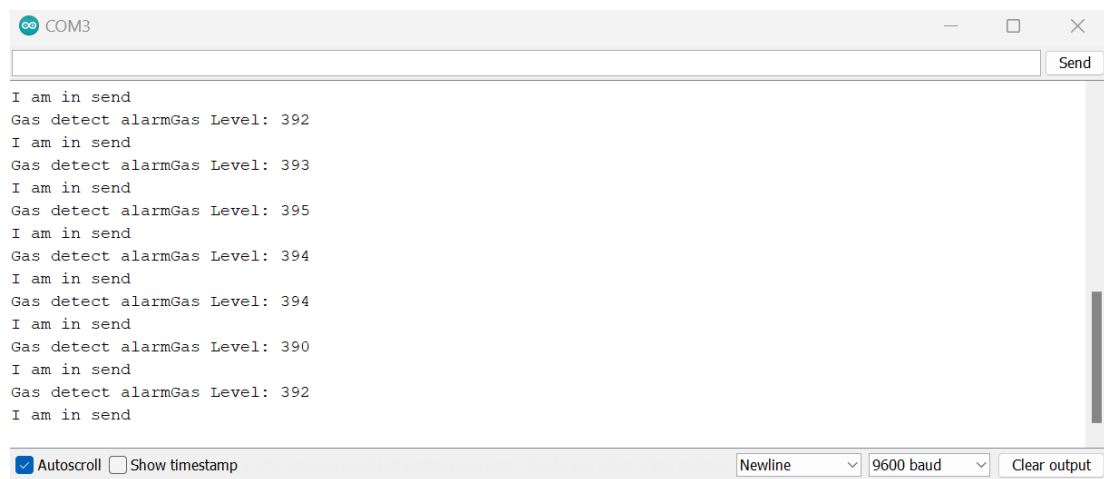 COM3
Send
I am in send
Gas detect alarmGas Level: 392
I am in send
Gas detect alarmGas Level: 393
I am in send
Gas detect alarmGas Level: 395
I am in send
Gas detect alarmGas Level: 394
I am in send
Gas detect alarmGas Level: 394
I am in send
Gas detect alarmGas Level: 390
I am in send
Gas detect alarmGas Level: 392
I am in send
Autoscroll Show timestamp Newline 9600 baud Clear output